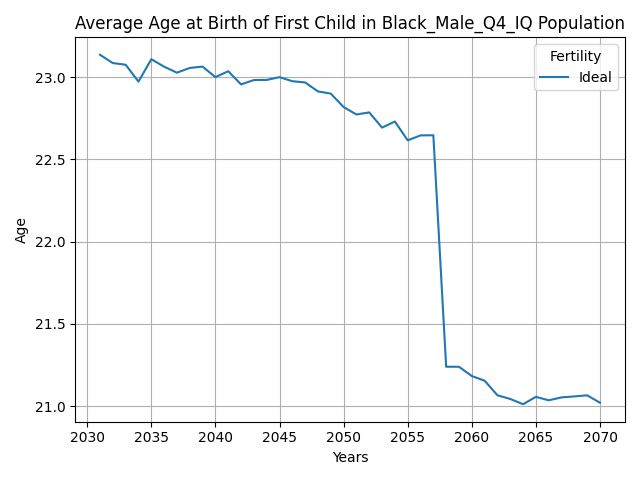 Average Age at Birth of First Child in Black_Male_Q4_IQ Population
Fertility
Ideal
Age
23.0
22.5
22.0
21.5
21.0
2030 2035 2040 2045 2050 2055 2060 2065 2070
Years